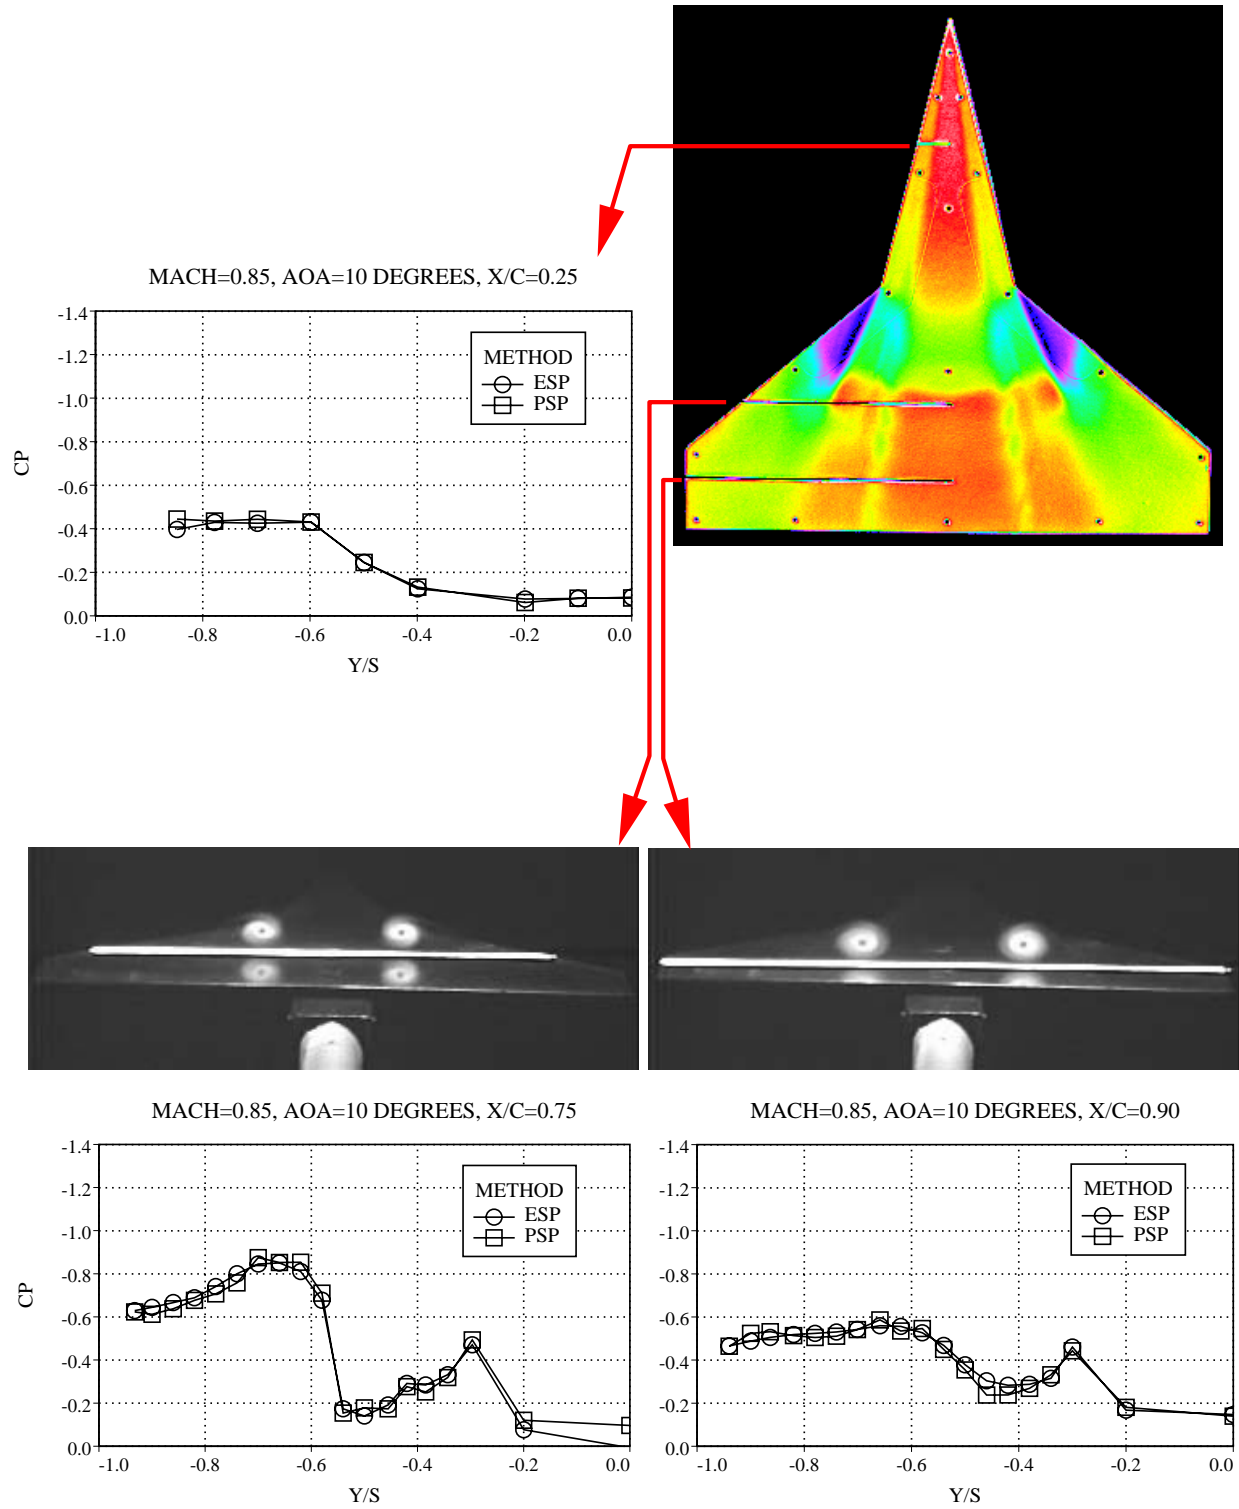 MACH=0.85, AOA=10 DEGREES, X/C=0.25
-1.4
-1.2
-1.0
-0.8
-0.6
-0.4
-0.2
0.0
CP
METHOD
ESP
PSP
-1.0 -0.8 -0.6 -0.4 -0.2 0.0
Y/S
MACH=0.85, AOA=10 DEGREES, X/C=0.75
-1.4
-1.2
-1.0
-0.8
-0.6
-0.4
-0.2
0.0
CP
METHOD
ESP
PSP
-1.0 -0.8 -0.6 -0.4 -0.2 0.0
Y/S
MACH=0.85, AOA=10 DEGREES, X/C=0.90
-1.4
-1.2
-1.0
-0.8
-0.6
-0.4
-0.2
0.0
METHOD
ESP
PSP
-1.0 -0.8 -0.6 -0.4 -0.2 0.0
Y/S